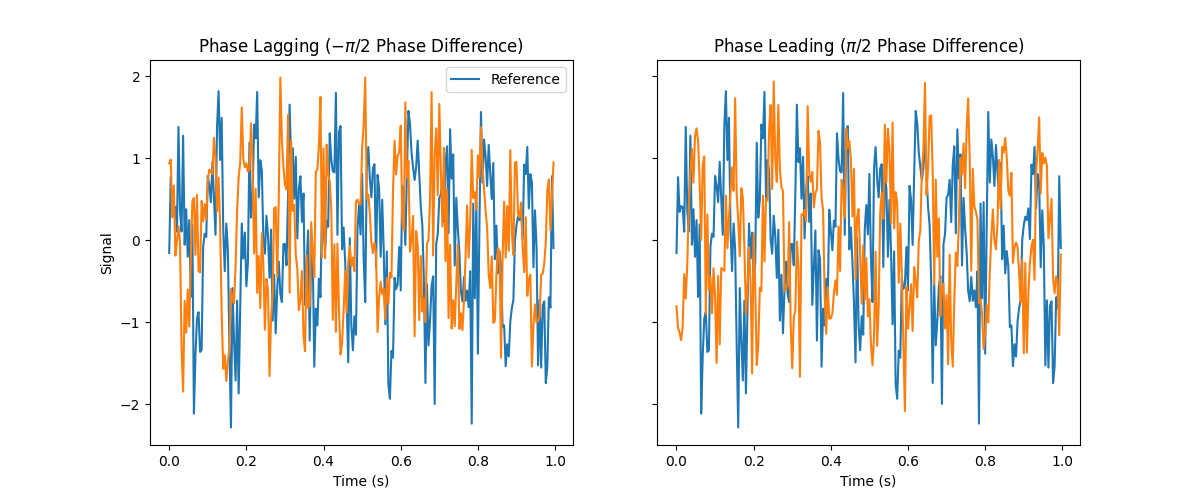 Phase Lagging (−π/2 Phase Difference)
Phase Leading (π/2 Phase Difference)
Reference
Signal
2
1
0
−1
−2
0.0 0.2 0.4 0.6 0.8 1.0
0.0 0.2 0.4 0.6 0.8 1.0
Time (s)
Time (s)